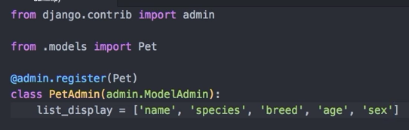 from django.contrib import admin
from .models import Pet
@admin.register(Pet)
class PetAdmin(admin.ModelAdmin):
    list_display = ['name', 'species', 'breed', 'age', 'sex']